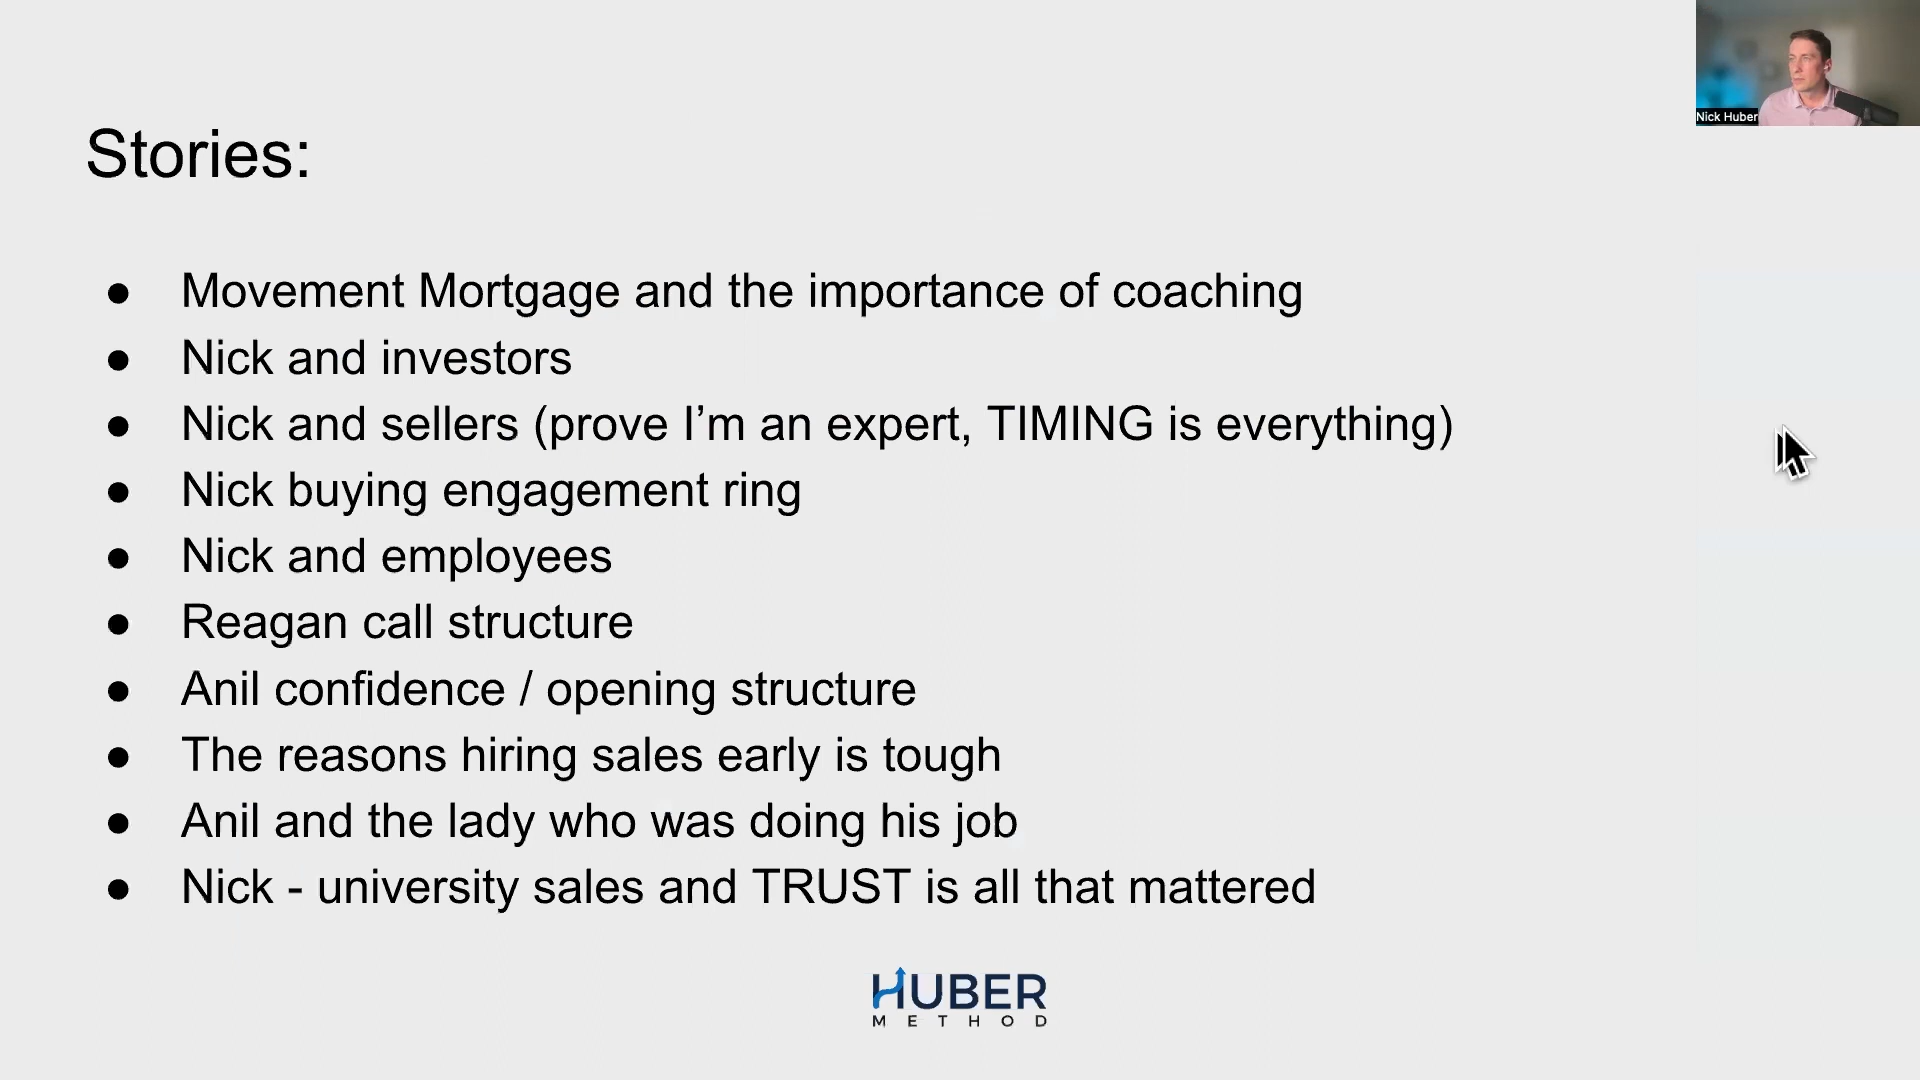 Nick Huber
Stories:
● Movement Mortgage and the importance of coaching
● Nick and investors
● Nick and sellers (prove I’m an expert, TIMING is everything)
● Nick buying engagement ring
● Nick and employees
● Reagan call structure
● Anil confidence / opening structure
● The reasons hiring sales early is tough
● Anil and the lady who was doing his job
● Nick - university sales and TRUST is all that mattered
HUBER
METHOD